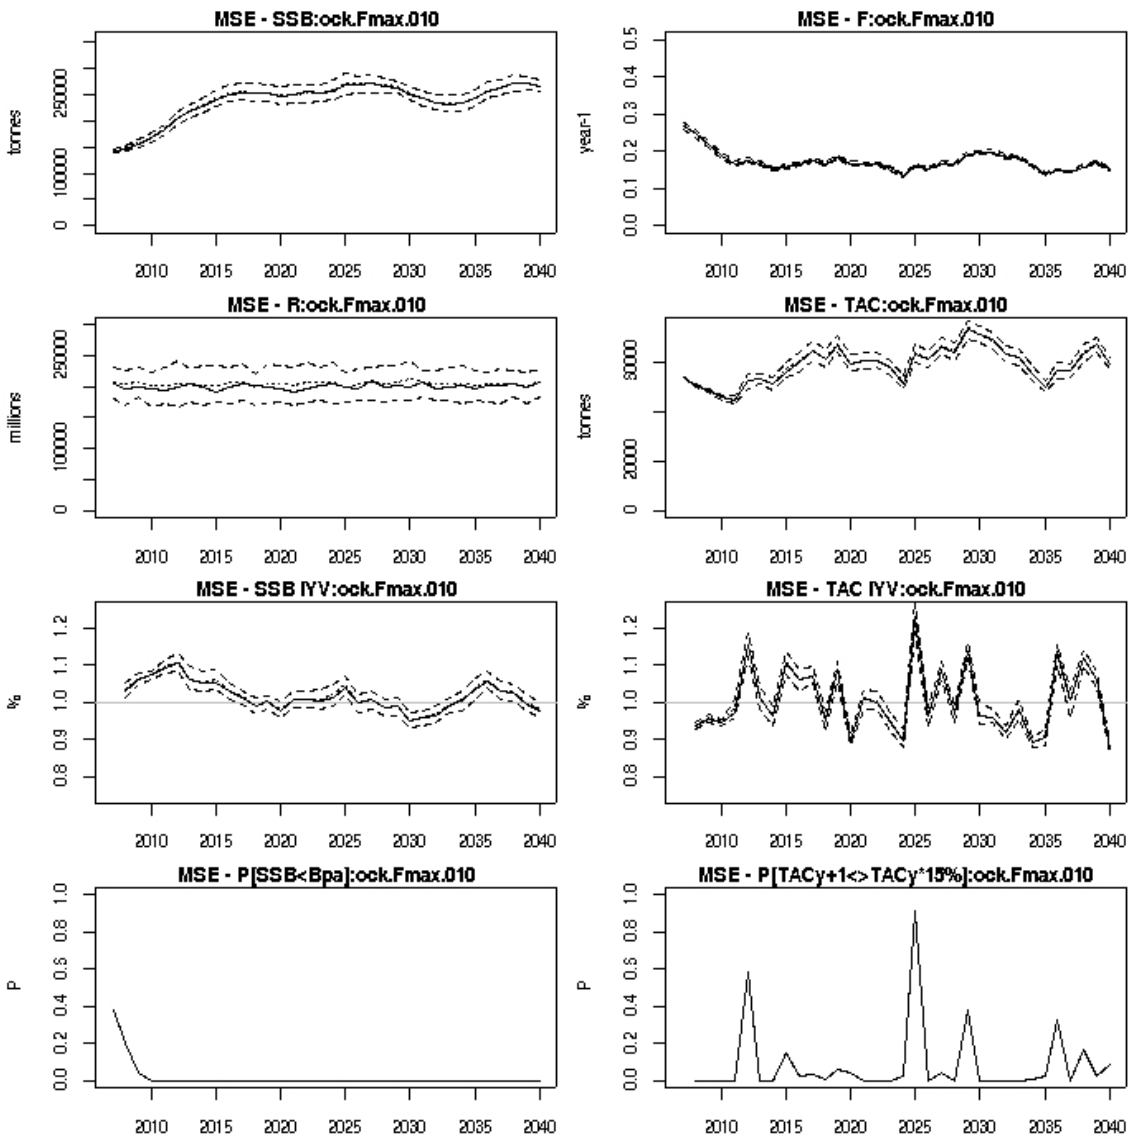 MSE - SSB:ock.Fmax.010
tonnes
0 100000 250000
2010 2015 2020 2025 2030 2035 2040
MSE - F:ock.Fmax.010
year-1
0.0 0.1 0.2 0.3 0.4 0.5
2010 2015 2020 2025 2030 2035 2040
MSE - R:ock.Fmax.010
millions
0 100000 250000
2010 2015 2020 2025 2030 2035 2040
MSE - TAC:ock.Fmax.010
tonnes
0 20000
2010 2015 2020 2025 2030 2035 2040
MSE - SSB IYV:ock.Fmax.010
%
0.8 0.9 1.0 1.1 1.2
2010 2015 2020 2025 2030 2035 2040
MSE - TAC IYV:ock.Fmax.010
%
0.8 0.9 1.0 1.1 1.2
2010 2015 2020 2025 2030 2035 2040
MSE - P[SSB<Bpa]:ock.Fmax.010
P
0.0 0.2 0.4 0.6 0.8 1.0
2010 2015 2020 2025 2030 2035 2040
MSE - P[TACy+1<>TACy*15%]:ock.Fmax.010
P
0.0 0.2 0.4 0.6 0.8 1.0
2010 2015 2020 2025 2030 2035 2040